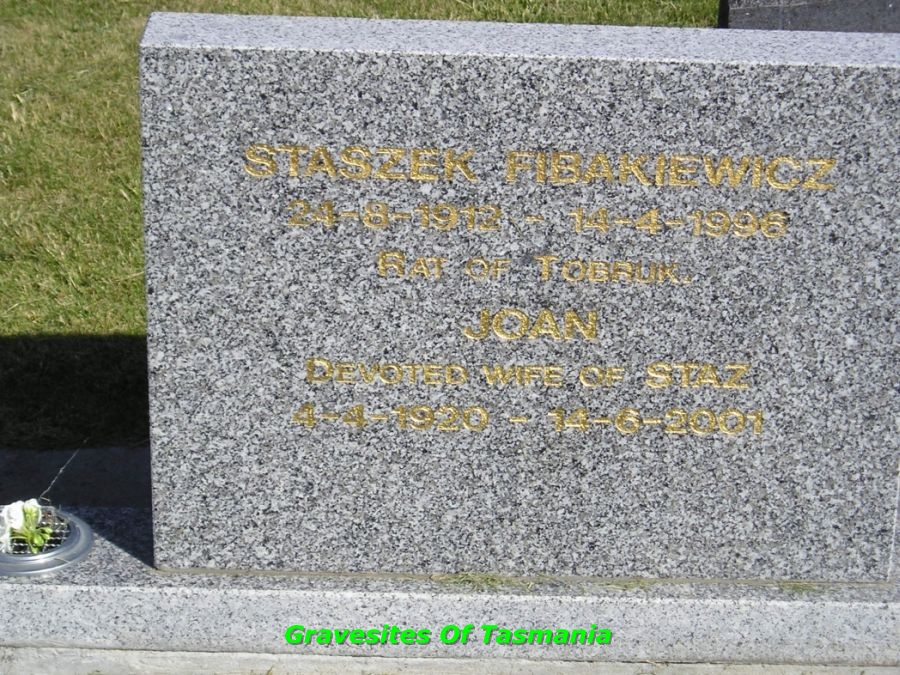 STASZEK FIBAKIEWICZ
24-8-1912 - 14-4-1996
RAT OF TOBRUK.
JOAN
DEVOTED WIFE OF STAZ
4-4-1920 - 14-6-2001
Gravesites Of Tasmania